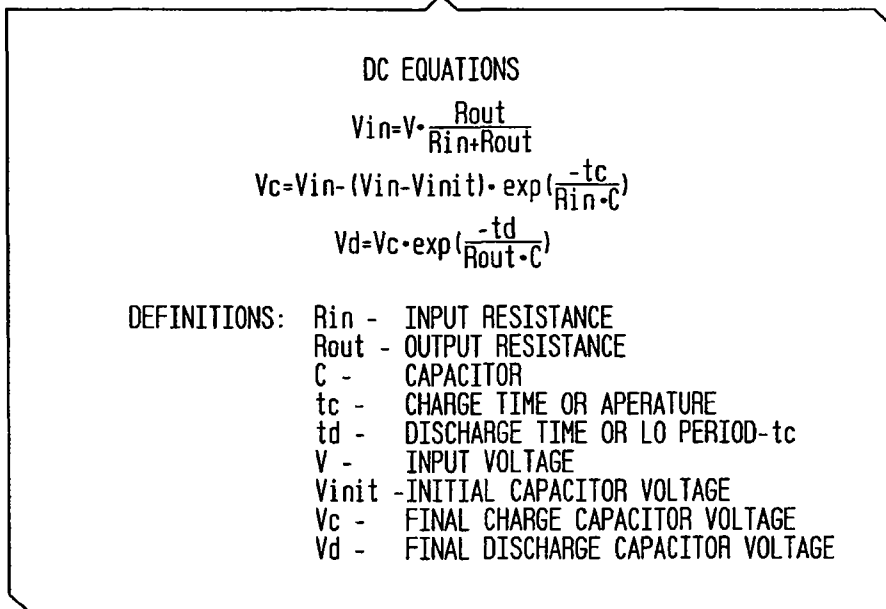 DC EQUATIONS
Vin=V•Rout/Rin+Rout
Vc=Vin-(Vin-Vinit)•exp(-tc/Rin•C)
Vd=Vc•exp(-td/Rout•C)
DEFINITIONS: Rin - INPUT RESISTANCE
Rout - OUTPUT RESISTANCE
C - CAPACITOR
tc - CHARGE TIME OR APERATURE
td - DISCHARGE TIME OR LO PERIOD-tc
V - INPUT VOLTAGE
Vinit -INITIAL CAPACITOR VOLTAGE
Vc - FINAL CHARGE CAPACITOR VOLTAGE
Vd - FINAL DISCHARGE CAPACITOR VOLTAGE